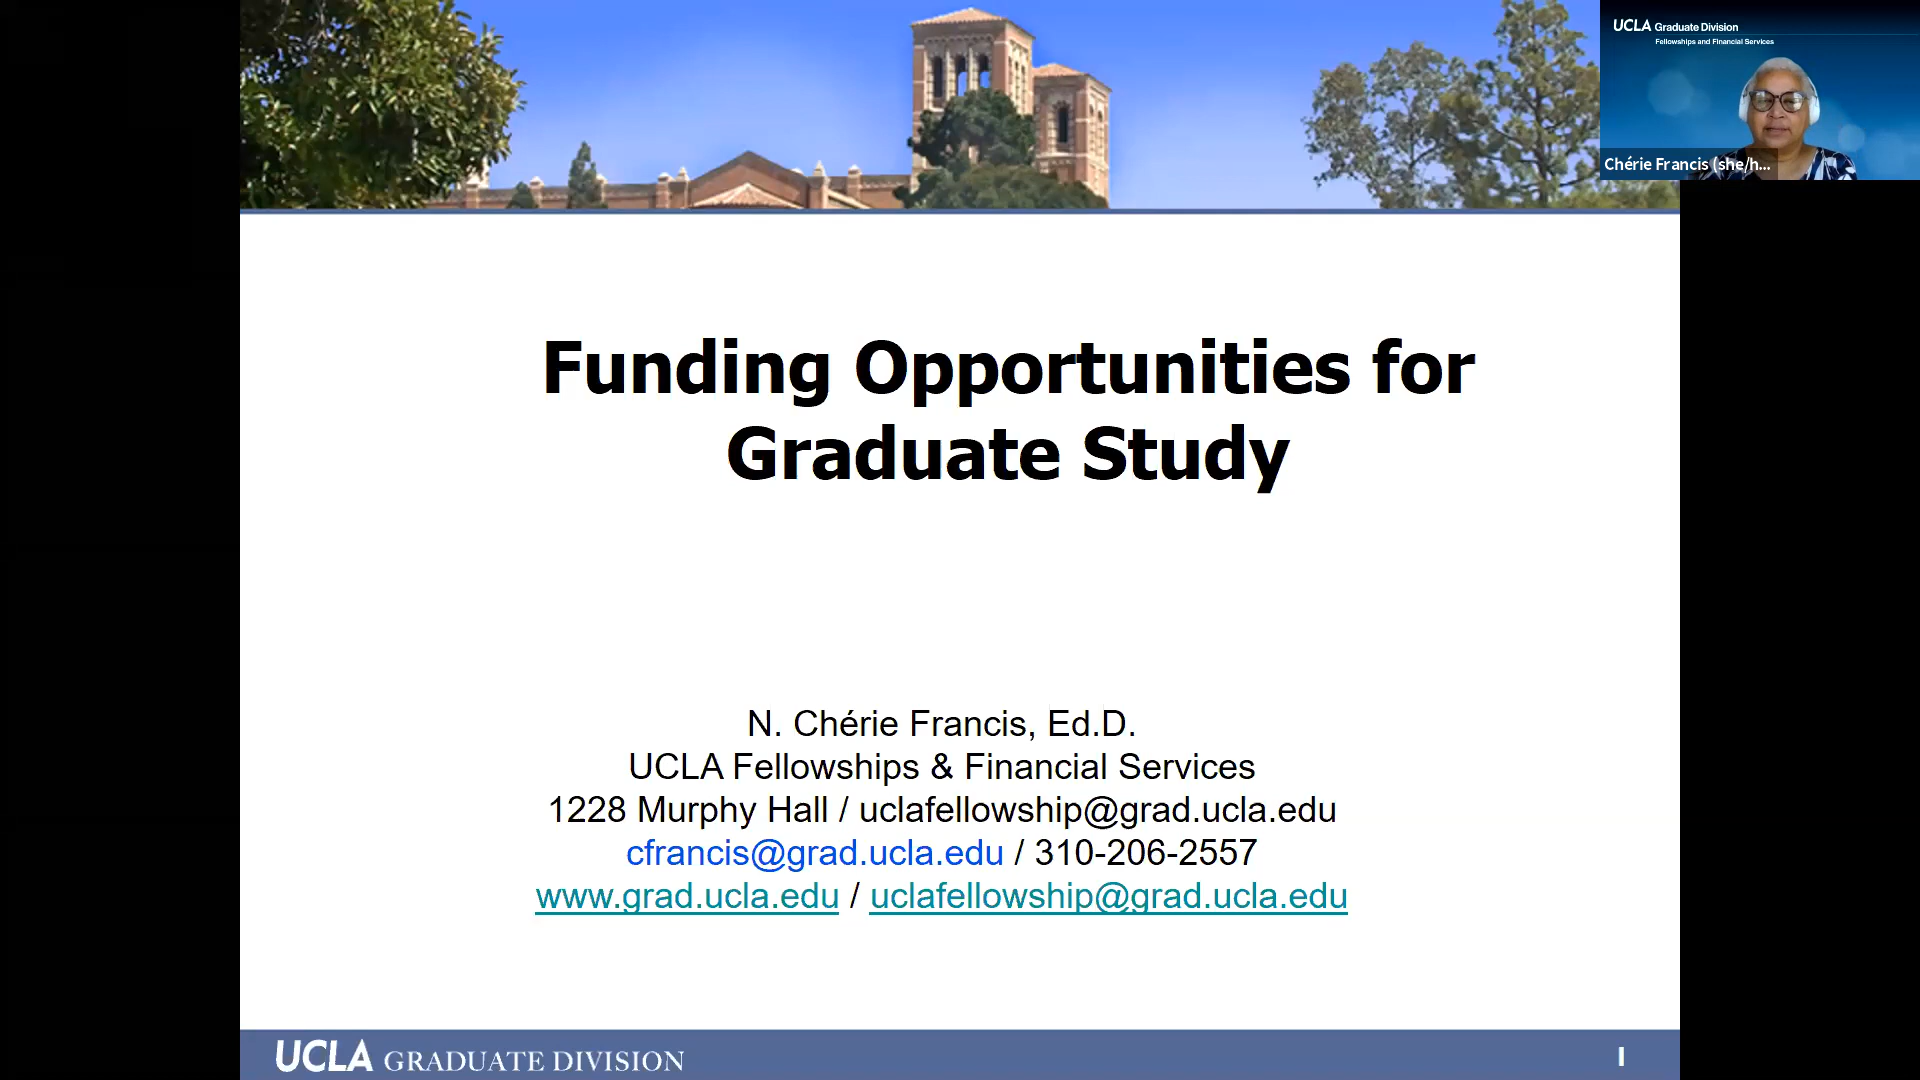 UCLA Graduate Division
Fellowships and Financial Services
Chérie Francis (she/h...
Funding Opportunities for
Graduate Study
N. Chérie Francis, Ed.D.
UCLA Fellowships & Financial Services
1228 Murphy Hall / uclafellowship@grad.ucla.edu
cfrancis@grad.ucla.edu / 310-206-2557
www.grad.ucla.edu / uclafellowship@grad.ucla.edu
UCLA GRADUATE DIVISION
1